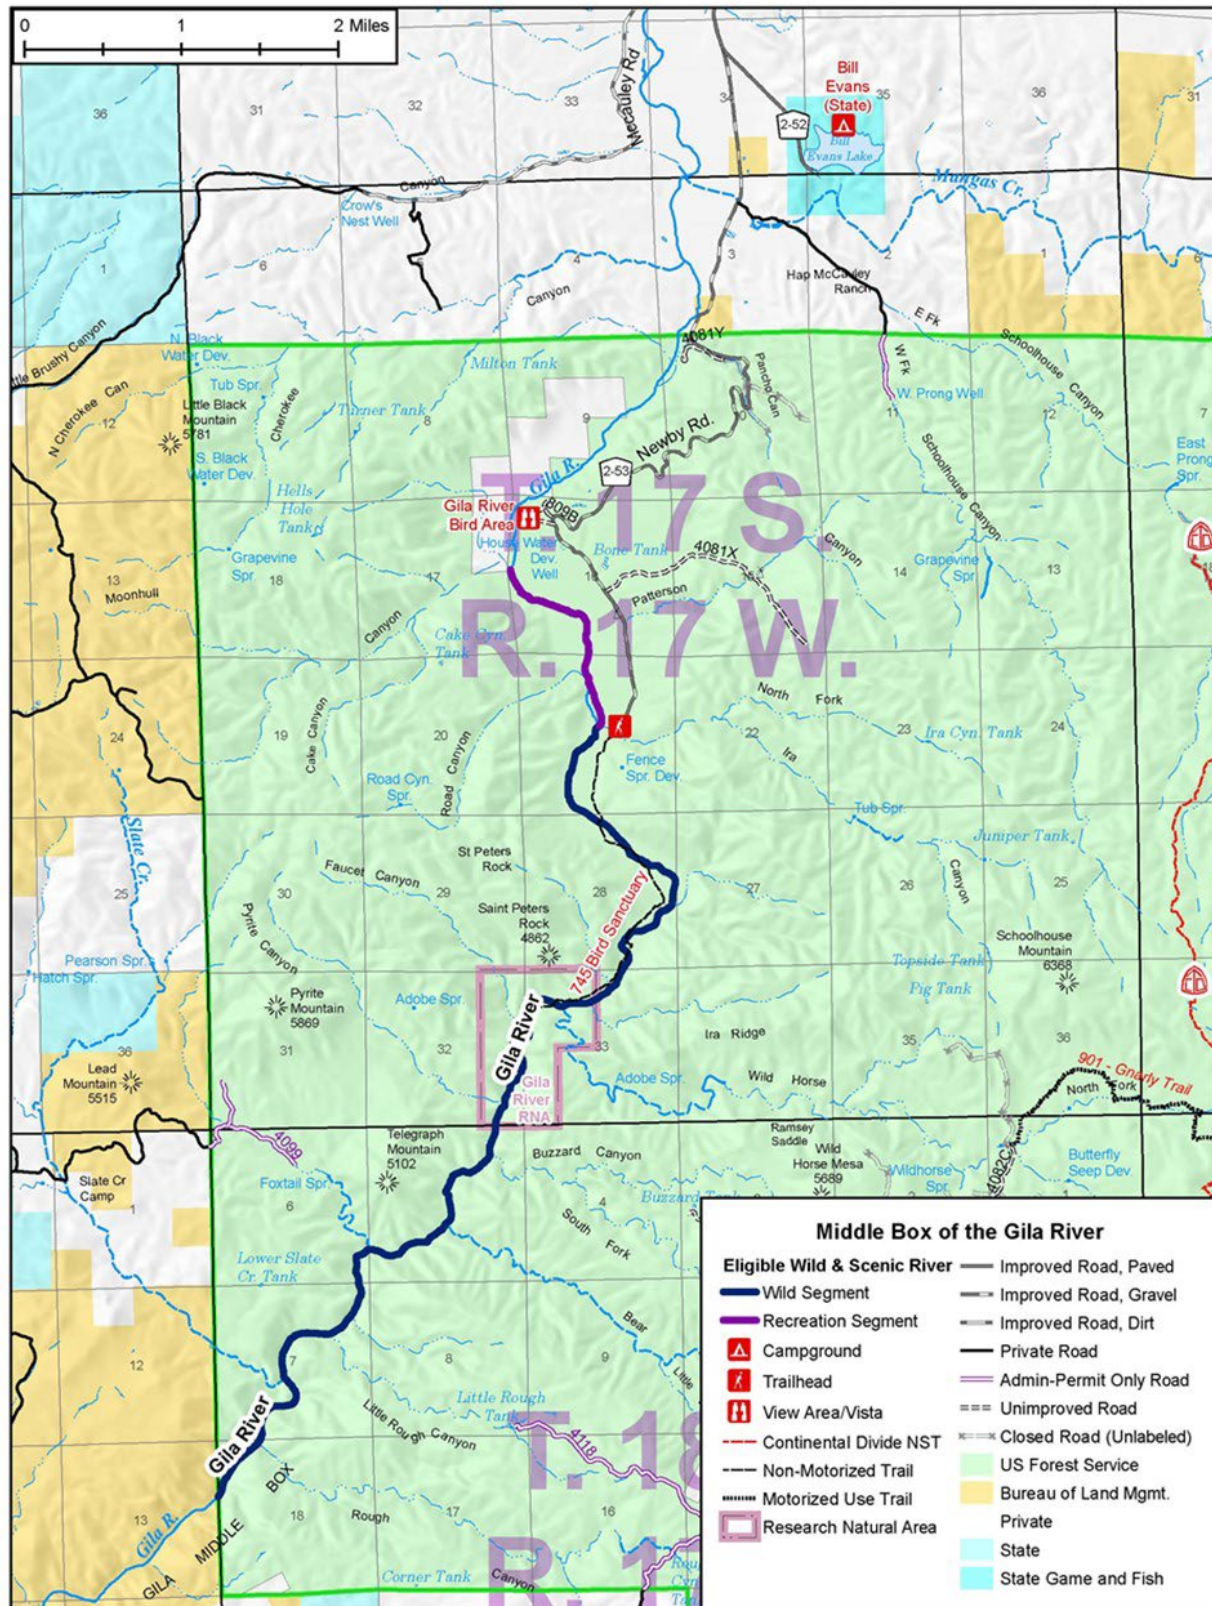 0 1 2 Miles
36
31
32
33
34
35
36
31
Mccauley Rd
Bill
Evans
(State)
2-52
Bill
Evans Lake
Mungas Cr.
Canyon
Crow's
Nest Well
1
6
4
3
2
1
6
Hap McCauley
Ranch
Canyon
E Fk
Schoolhouse Canyon
ttle Brushy Canyon
N. Black
Water Dev.
4081Y
W Fk
Milton Tank
Pancho Can
Tub Spr.
W. Prong Well
N Cherokee Can
12
Little Black
Mountain
5781
Cherokee
Turner Tank
8
9
11
12
7
Newby Rd.
2-53
S. Black
Water Dev.
Schoolhouse Canyon
East
Prong
Spr.
Gila R.
T. 17 S.
Hells
Hole
Tank
Gila River
Bird Area
809B
House Water
Dev.
Well
Bone Tank
4081X
Canyon
Grapevine
Spr.
Grapevine
Spr.
13
18
17
16
15
14
13
18
Moonhull
Patterson
Canyon
R. 17 W.
Cake Cyn.
Tank
North Fork
24
19
20
22
23
24
Cake Canyon
Road Canyon
Ira Cyn. Tank
Ira
Fence
Spr. Dev.
Road Cyn.
Spr.
Tub Spr.
Slate Cr.
Juniper Tank
St Peters
Rock
Faucet Canyon
25
30
29
28
27
26
25
Canyon
745 Bird Sanctuary
Pyrite Canyon
Saint Peters
Rock
4862
Schoolhouse
Mountain
6368
Pearson Spr.
Hatch Spr.
Topside Tank
Pig Tank
Adobe Spr.
Pyrite
Mountain
5869
Gila River
Ira Ridge
36
31
32
33
35
36
Lead
Mountain
5515
Gila
River
RNA
Adobe Spr.
Wild Horse
901 - Gnarly Trail
North Fork
4099
Telegraph
Mountain
5102
Ramsey
Saddle
Buzzard Canyon
Wild
Horse Mesa
5689
Wildhorse
Spr.
4082C
Butterfly
Seep Dev.
Slate Cr
Camp
Foxtail Spr.
1
6
4
1
Buzzard Tank
South Fork
Lower Slate
Cr. Tank
Bear
12
7
8
9
Little
Little Rough
Tank
Gila River
Little Rough Canyon
4118
T. 18
BOX
13
18
17
16
Rough
Gila R.
MIDDLE
GILA
R. 17
Corner Tank
Canyon
Middle Box of the Gila River
Eligible Wild & Scenic River
Wild Segment
Recreation Segment
Campground
Trailhead
View Area/Vista
Continental Divide NST
Non-Motorized Trail
Motorized Use Trail
Research Natural Area
Improved Road, Paved
Improved Road, Gravel
Improved Road, Dirt
Private Road
Admin-Permit Only Road
Unimproved Road
Closed Road (Unlabeled)
US Forest Service
Bureau of Land Mgmt.
Private
State
State Game and Fish